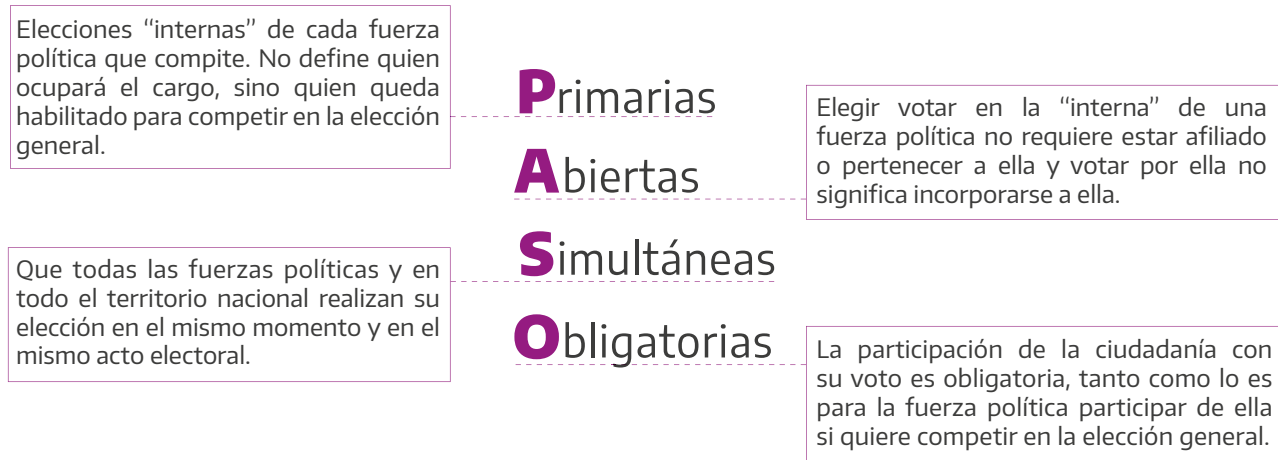 Elecciones “internas” de cada fuerza
política que compite. No define quien
ocupará el cargo, sino quien queda
habilitado para competir en la elección
general.
Primarias
Elegir votar en la “interna” de una
fuerza política no requiere estar afiliado
o pertenecer a ella y votar por ella no
significa incorporarse a ella.
Abiertas
Que todas las fuerzas políticas y en
todo el territorio nacional realizan su
elección en el mismo momento y en el
mismo acto electoral.
Simultáneas
Obligatorias
La participación de la ciudadanía con
su voto es obligatoria, tanto como lo es
para la fuerza política participar de ella
si quiere competir en la elección general.